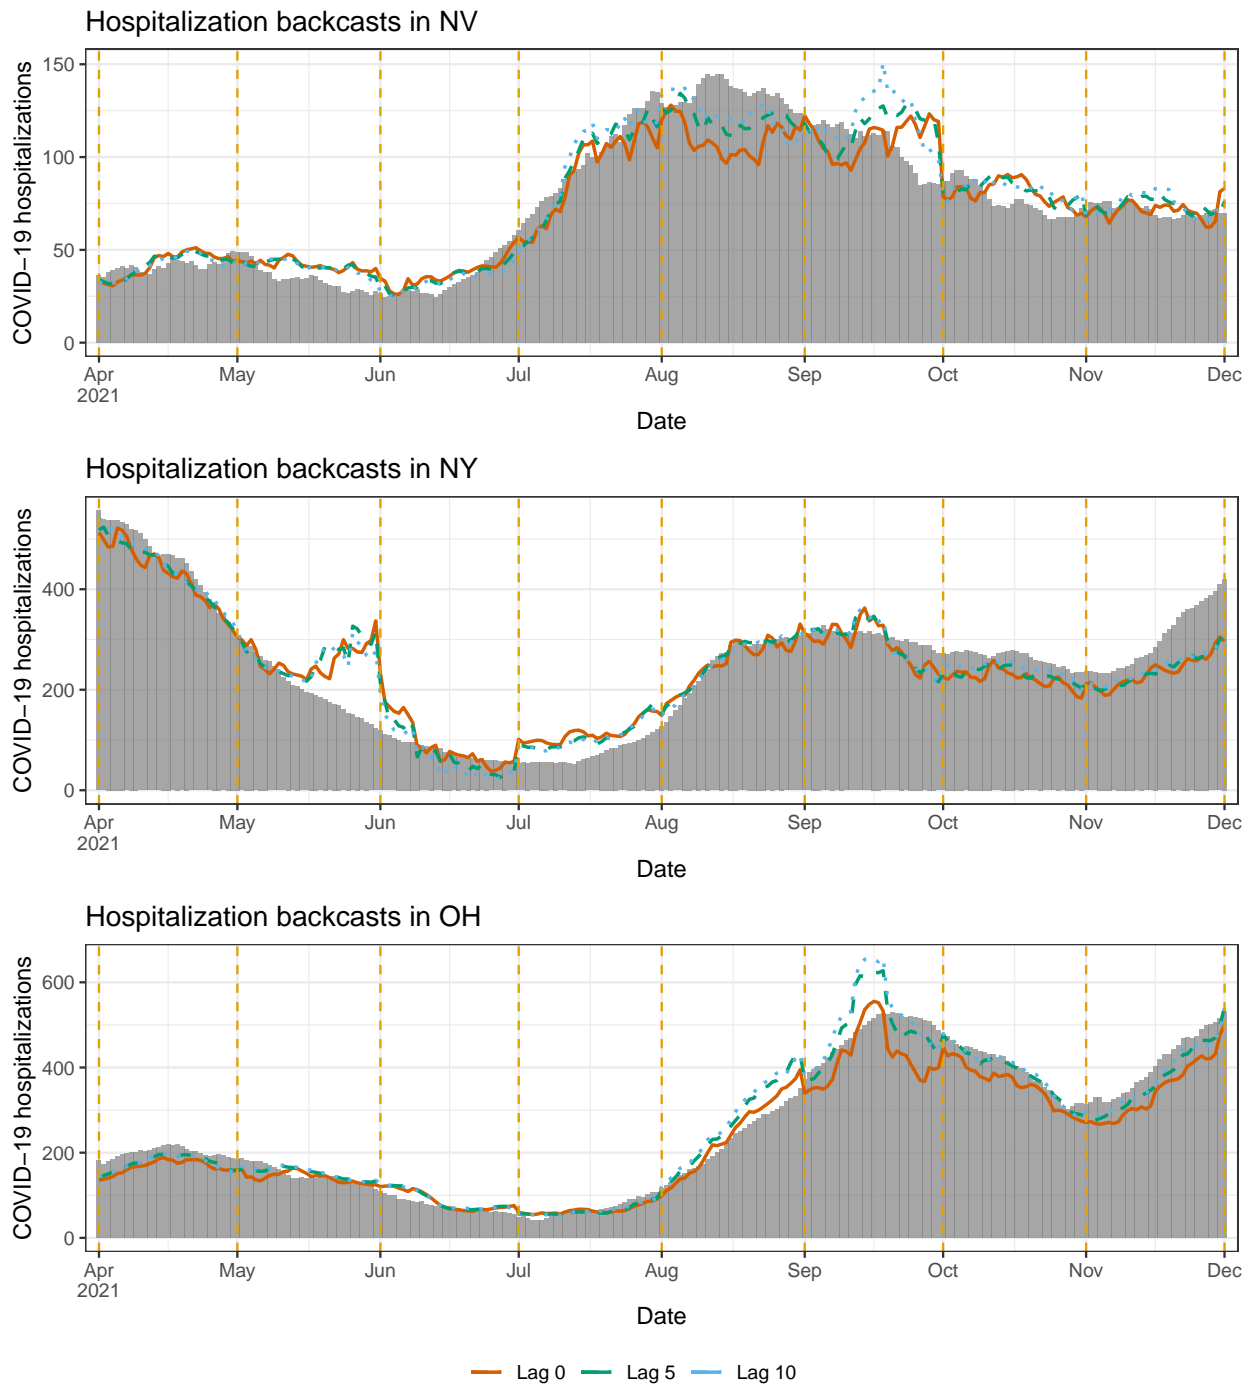 Hospitalization backcasts in NV
COVID−19 hospitalizations
150
100
50
0
Apr May Jun Jul Aug Sep Oct Nov Dec
2021
Date
Hospitalization backcasts in NY
COVID−19 hospitalizations
400
200
0
Apr May Jun Jul Aug Sep Oct Nov Dec
2021
Date
Hospitalization backcasts in OH
COVID−19 hospitalizations
600
400
200
0
Apr May Jun Jul Aug Sep Oct Nov Dec
2021
Date
Lag 0 Lag 5 Lag 10